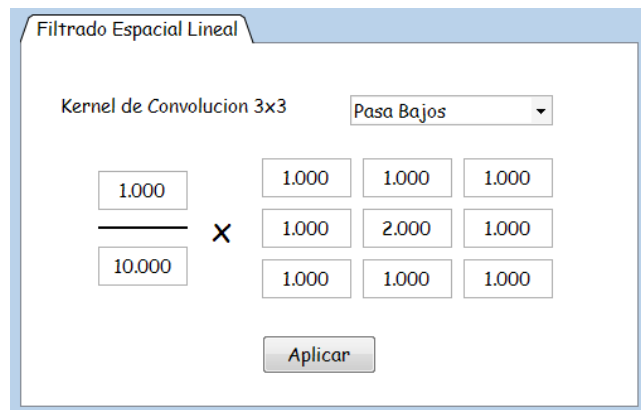 Filtrado Espacial Lineal
Kernel de Convolucion 3x3 Pasa Bajos
1.000
10.000
x
1.000 1.000 1.000
1.000 2.000 1.000
1.000 1.000 1.000
Aplicar